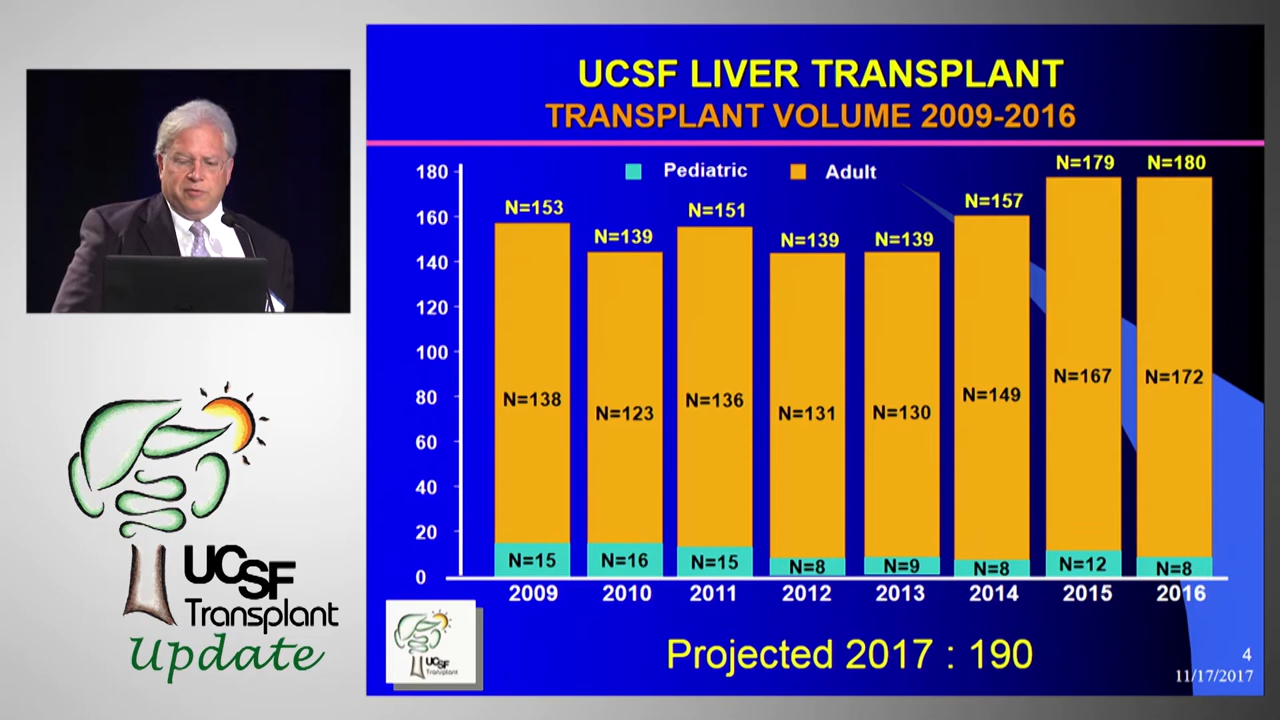 UCSF LIVER TRANSPLANT
TRANSPLANT VOLUME 2009-2016
Pediatric Adult
180
160
140
120
100
80
60
40
20
0
N=153
N=139
N=151
N=139
N=139
N=157
N=179
N=180
N=138
N=123
N=136
N=131
N=130
N=149
N=167
N=172
N=15
N=16
N=15
N=8
N=9
N=8
N=12
N=8
2009 2010 2011 2012 2013 2014 2015 2016
Projected 2017 : 190
4
11/17/2017
UCSF
Transplant
UCSF
Transplant
Update